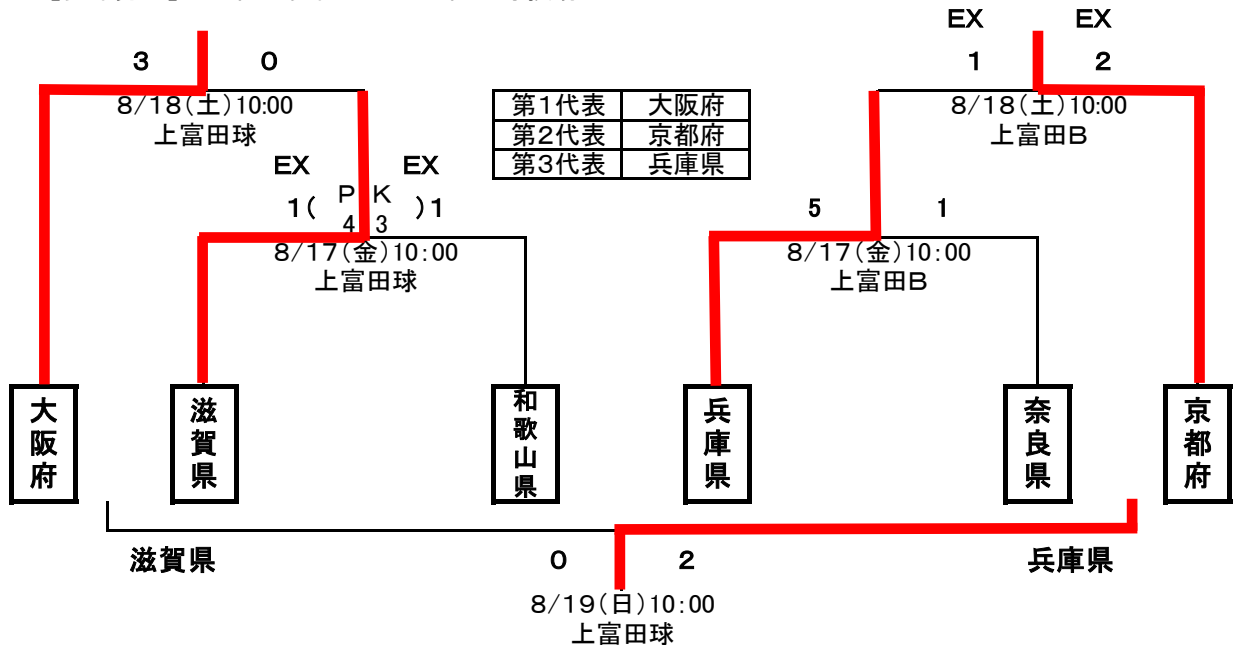 EX EX
3 0
1 2
8/18(土)10:00
上富田球
第1代表 大阪府
第2代表 京都府
第3代表 兵庫県
8/18(土)10:00
上富田B
EX EX
1( PK 4 3 )1
8/17(金)10:00
上富田球
5 1
8/17(金)10:00
上富田B
大阪府
滋賀県
和歌山県
兵庫県
奈良県
京都府
滋賀県
0 2
兵庫県
8/19(日)10:00
上富田球